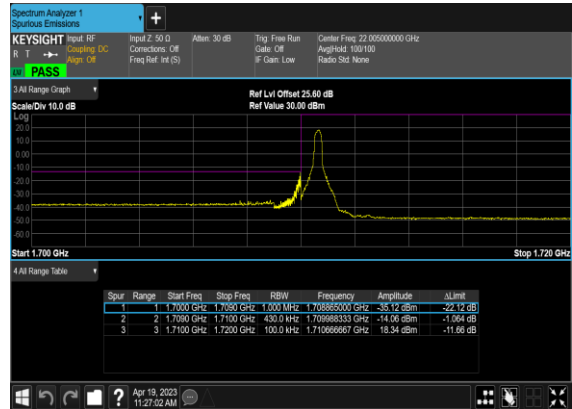 Spectrum Analyzer 1
Spurious Emissions
KEYSIGHT Input: RF Input Z: 50 Ω Atten: 30 dB Trig: Free Run Center Freq: 22.005000000 GHz
R T Coupling: DC Corrections: Off Gate: Off Avg|Hold: 100/100
Align: Off Freq Ref: Int (S) IF Gain: Low Radio Std: None
LW PASS
3 All Range Graph
Ref Lvl Offset 25.60 dB
Scale/Div 10.0 dB Ref Value 30.00 dBm
Log
20.0
10.0
0.00
-10.0
-20.0
-30.0
-40.0
-50.0
-60.0
Start 1.700 GHz Stop 1.720 GHz
4 All Range Table
Spur Range Start Freq Stop Freq RBW Frequency Amplitude ΔLimit
1 1 1.7000 GHz 1.7090 GHz 1.000 MHz 1.708865000 GHz -35.12 dBm -22.12 dB
2 2 1.7090 GHz 1.7100 GHz 430.0 kHz 1.709988333 GHz -14.06 dBm -1.064 dB
3 3 1.7100 GHz 1.7200 GHz 100.0 kHz 1.710666667 GHz 18.34 dBm -11.66 dB
? Apr 19, 2023
11:27:02 AM